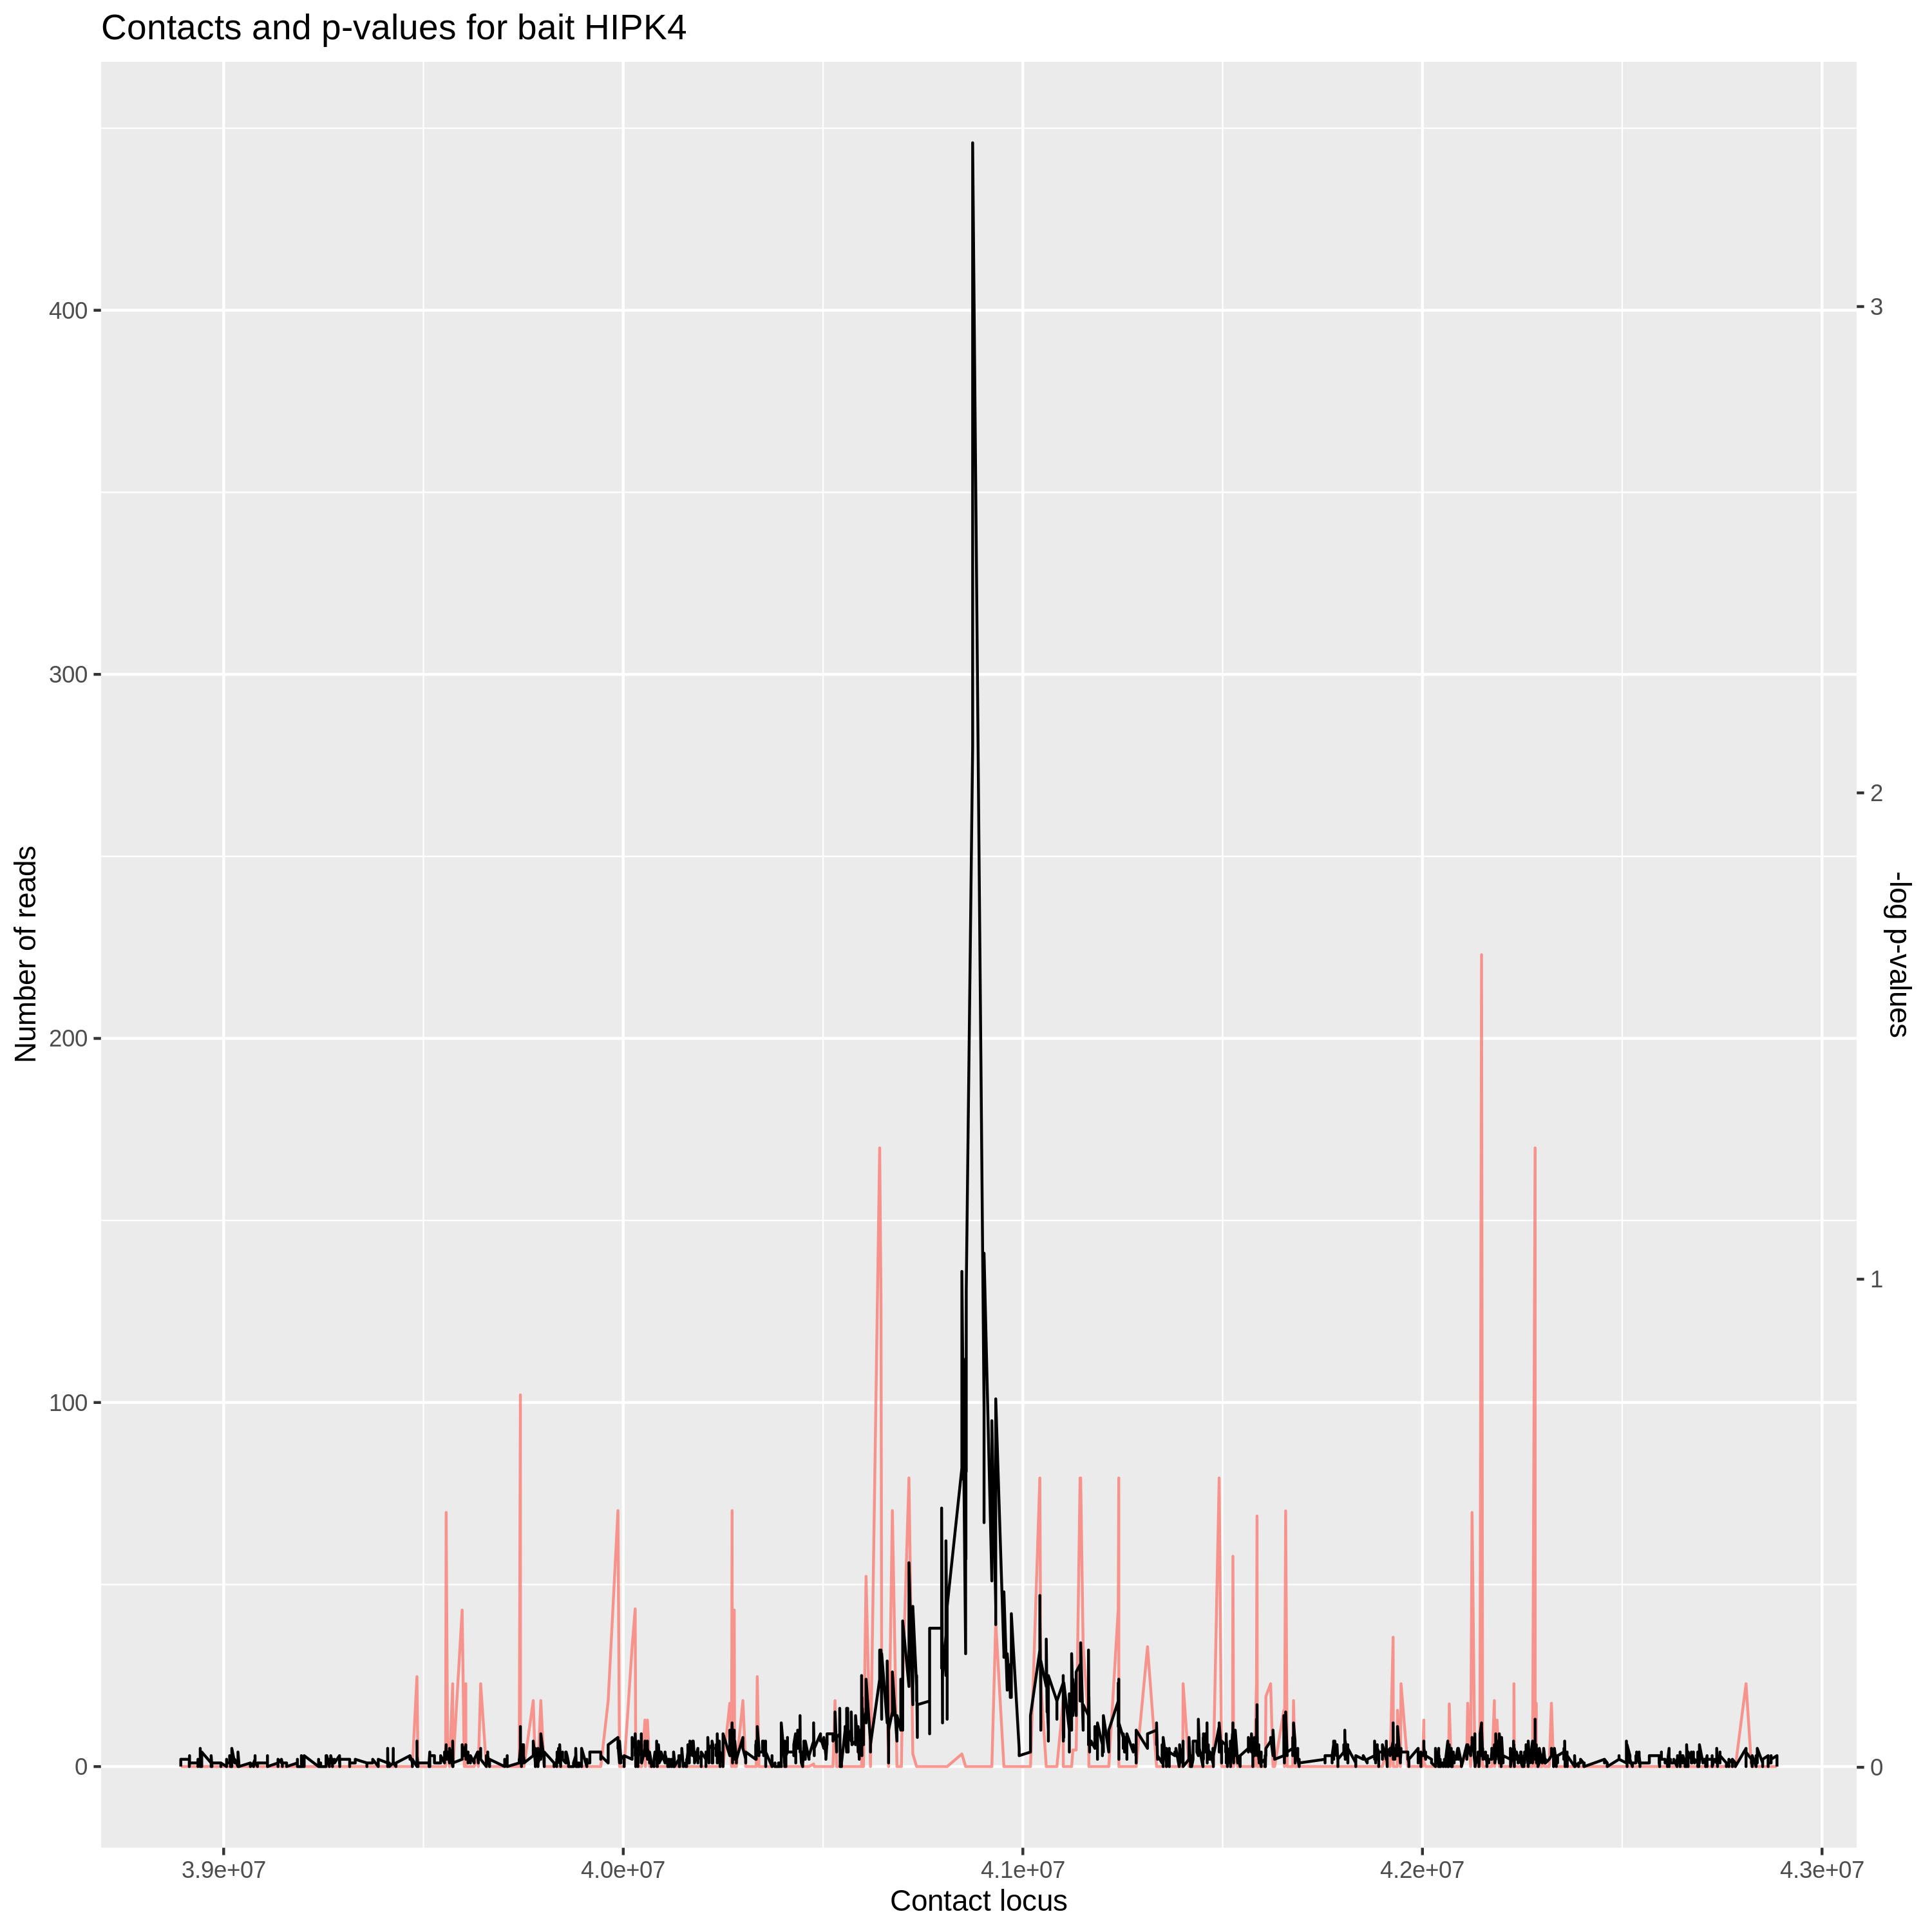 Contacts and p-values for bait HIPK4
Number of reads
400
300
200
100
0
3
2
1
0
-log p-values
3.9e+07
4.0e+07
4.1e+07
4.2e+07
4.3e+07
Contact locus